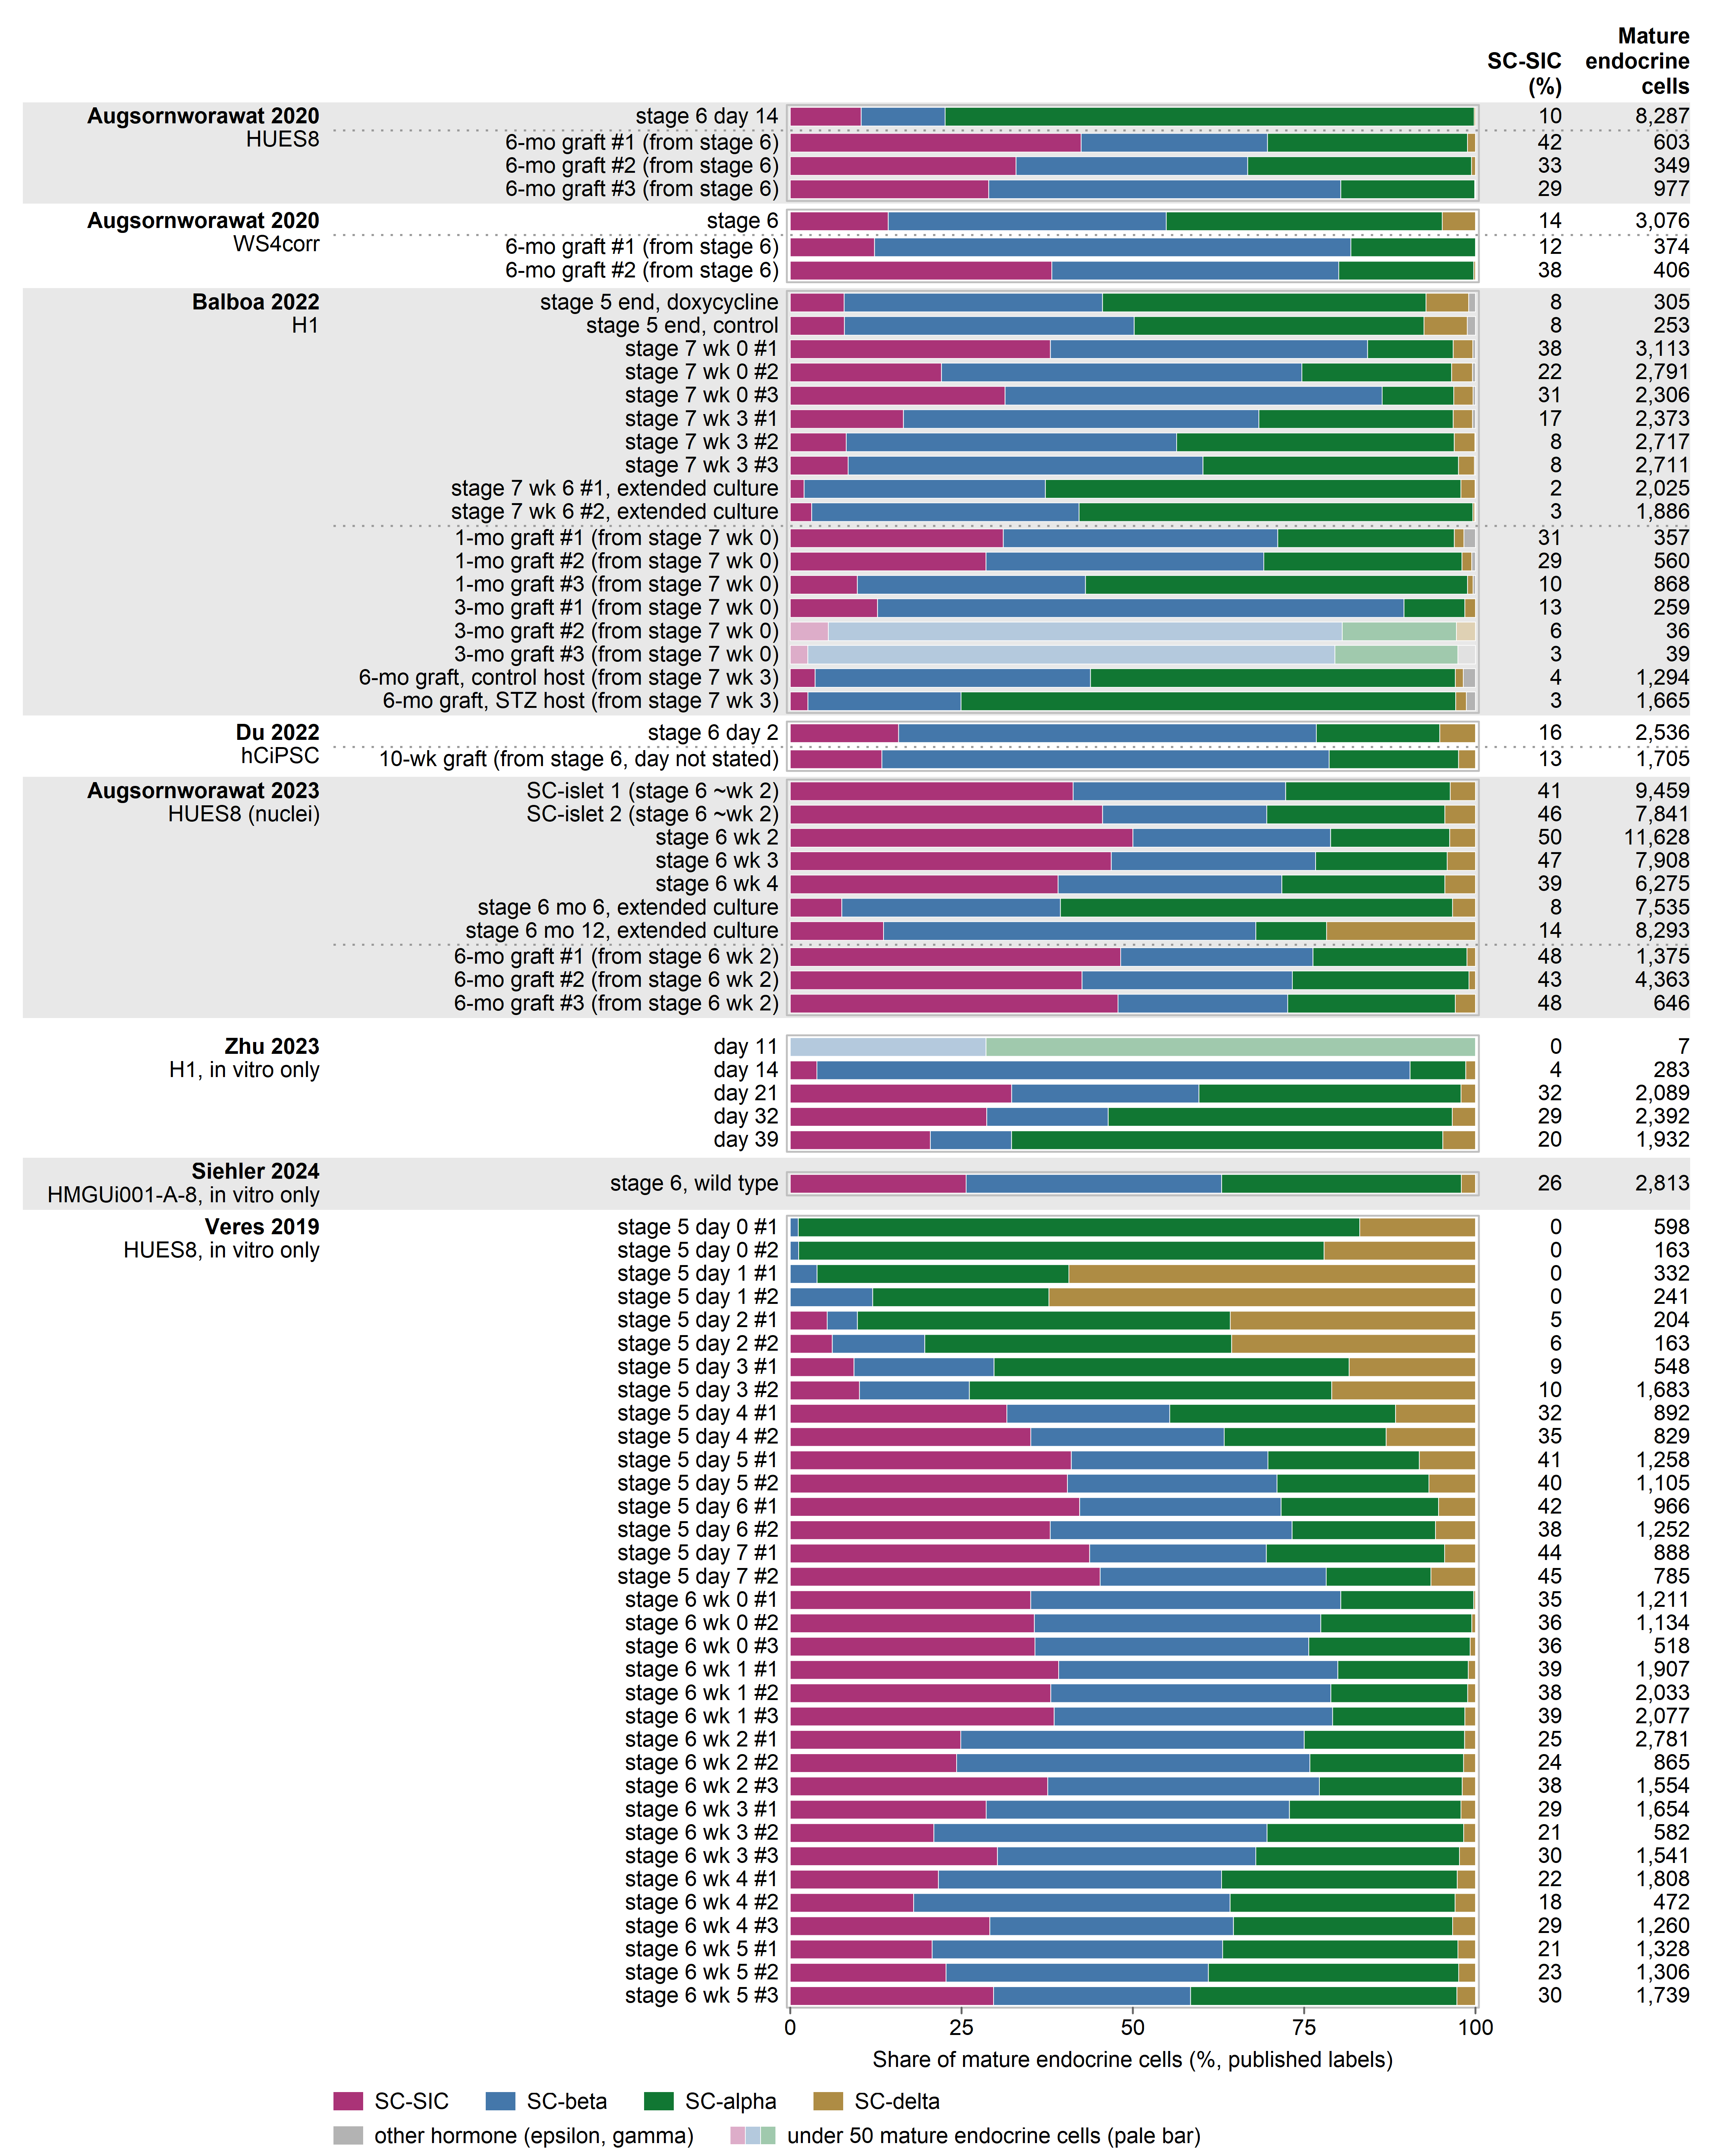 SC-SIC (%) Mature endocrine cells
Augsornworawat 2020 stage 6 day 14 10 8,287
HUES8 6-mo graft #1 (from stage 6) 42 603
6-mo graft #2 (from stage 6) 33 349
6-mo graft #3 (from stage 6) 29 977
Augsornworawat 2020 stage 6 14 3,076
WS4corr 6-mo graft #1 (from stage 6) 12 374
6-mo graft #2 (from stage 6) 38 406
Balboa 2022 stage 5 end, doxycycline 8 305
H1 stage 5 end, control 8 253
stage 7 wk 0 #1 38 3,113
stage 7 wk 0 #2 22 2,791
stage 7 wk 0 #3 31 2,306
stage 7 wk 3 #1 17 2,373
stage 7 wk 3 #2 8 2,717
stage 7 wk 3 #3 8 2,711
stage 7 wk 6 #1, extended culture 2 2,025
stage 7 wk 6 #2, extended culture 3 1,886
1-mo graft #1 (from stage 7 wk 0) 31 357
1-mo graft #2 (from stage 7 wk 0) 29 560
1-mo graft #3 (from stage 7 wk 0) 10 868
3-mo graft #1 (from stage 7 wk 0) 13 259
3-mo graft #2 (from stage 7 wk 0) 6 36
3-mo graft #3 (from stage 7 wk 0) 3 39
6-mo graft, control host (from stage 7 wk 3) 4 1,294
6-mo graft, STZ host (from stage 7 wk 3) 3 1,665
Du 2022 stage 6 day 2 16 2,536
hCiPSC 10-wk graft (from stage 6, day not stated) 13 1,705
Augsornworawat 2023 SC-islet 1 (stage 6 ~wk 2) 41 9,459
HUES8 (nuclei) SC-islet 2 (stage 6 ~wk 2) 46 7,841
stage 6 wk 2 50 11,628
stage 6 wk 3 47 7,908
stage 6 wk 4 39 6,275
stage 6 mo 6, extended culture 8 7,535
stage 6 mo 12, extended culture 14 8,293
6-mo graft #1 (from stage 6 wk 2) 48 1,375
6-mo graft #2 (from stage 6 wk 2) 43 4,363
6-mo graft #3 (from stage 6 wk 2) 48 646
Zhu 2023 day 11 0 7
H1, in vitro only day 14 4 283
day 21 32 2,089
day 32 29 2,392
day 39 20 1,932
Siehler 2024
HMGUi001-A-8, in vitro only stage 6, wild type 26 2,813
Veres 2019 stage 5 day 0 #1 0 598
HUES8, in vitro only stage 5 day 0 #2 0 163
stage 5 day 1 #1 0 332
stage 5 day 1 #2 0 241
stage 5 day 2 #1 5 204
stage 5 day 2 #2 6 163
stage 5 day 3 #1 9 548
stage 5 day 3 #2 10 1,683
stage 5 day 4 #1 32 892
stage 5 day 4 #2 35 829
stage 5 day 5 #1 41 1,258
stage 5 day 5 #2 40 1,105
stage 5 day 6 #1 42 966
stage 5 day 6 #2 38 1,252
stage 5 day 7 #1 44 888
stage 5 day 7 #2 45 785
stage 6 wk 0 #1 35 1,211
stage 6 wk 0 #2 36 1,134
stage 6 wk 0 #3 36 518
stage 6 wk 1 #1 39 1,907
stage 6 wk 1 #2 38 2,033
stage 6 wk 1 #3 39 2,077
stage 6 wk 2 #1 25 2,781
stage 6 wk 2 #2 24 865
stage 6 wk 2 #3 38 1,554
stage 6 wk 3 #1 29 1,654
stage 6 wk 3 #2 21 582
stage 6 wk 3 #3 30 1,541
stage 6 wk 4 #1 22 1,808
stage 6 wk 4 #2 18 472
stage 6 wk 4 #3 29 1,260
stage 6 wk 5 #1 21 1,328
stage 6 wk 5 #2 23 1,306
stage 6 wk 5 #3 30 1,739
0 25 50 75 100
Share of mature endocrine cells (%, published labels)
SC-SIC SC-beta SC-alpha SC-delta
other hormone (epsilon, gamma) under 50 mature endocrine cells (pale bar)